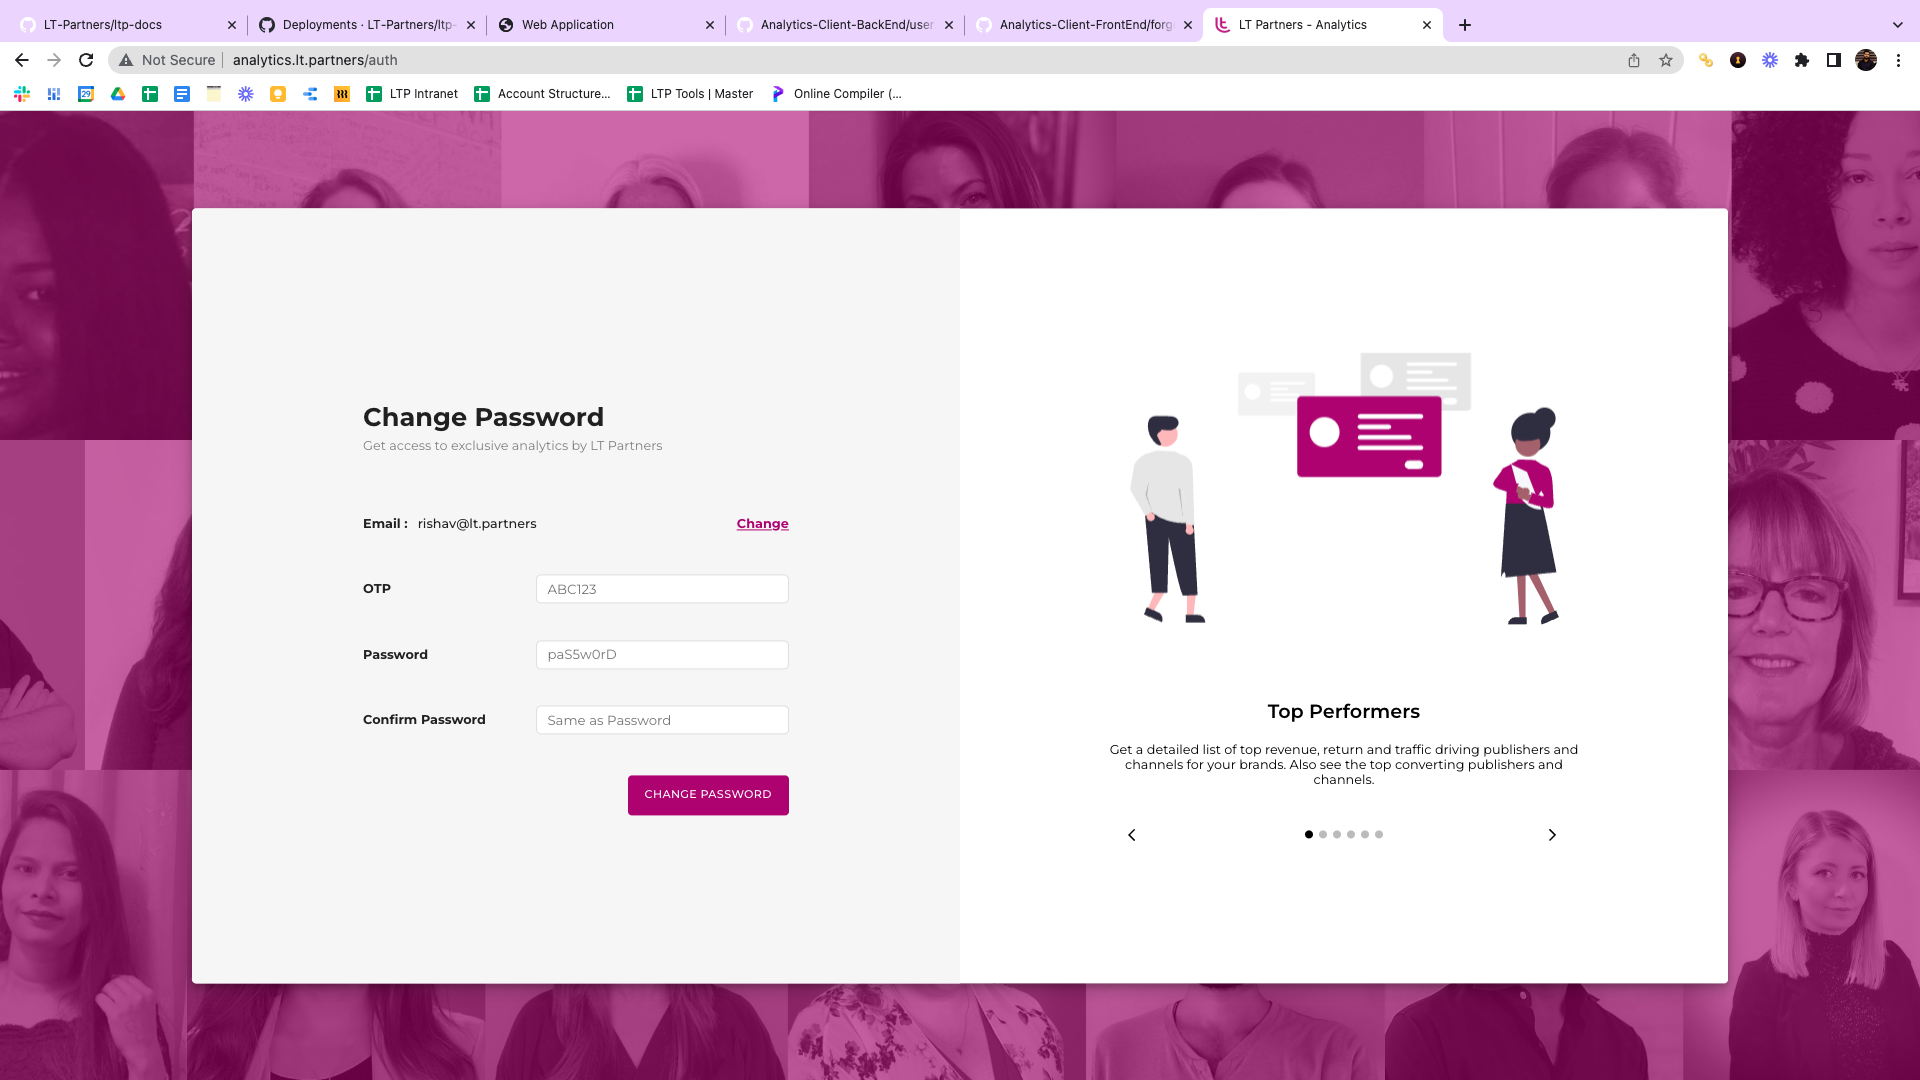 LT-Partners/ltp-docs
Deployments · LT-Partners/ltp-
Web Application
Analytics-Client-BackEnd/user
Analytics-Client-FrontEnd/forg
LT Partners - Analytics
Not Secure
analytics.lt.partners/auth
LTP Intranet
Account Structure...
LTP Tools | Master
Online Compiler (...
Change Password
Get access to exclusive analytics by LT Partners
Email : rishav@lt.partners
Change
OTP
ABC123
Password
paS5w0rD
Confirm Password
Same as Password
CHANGE PASSWORD
Top Performers
Get a detailed list of top revenue, return and traffic driving publishers and
channels for your brands. Also see the top converting publishers and
channels.